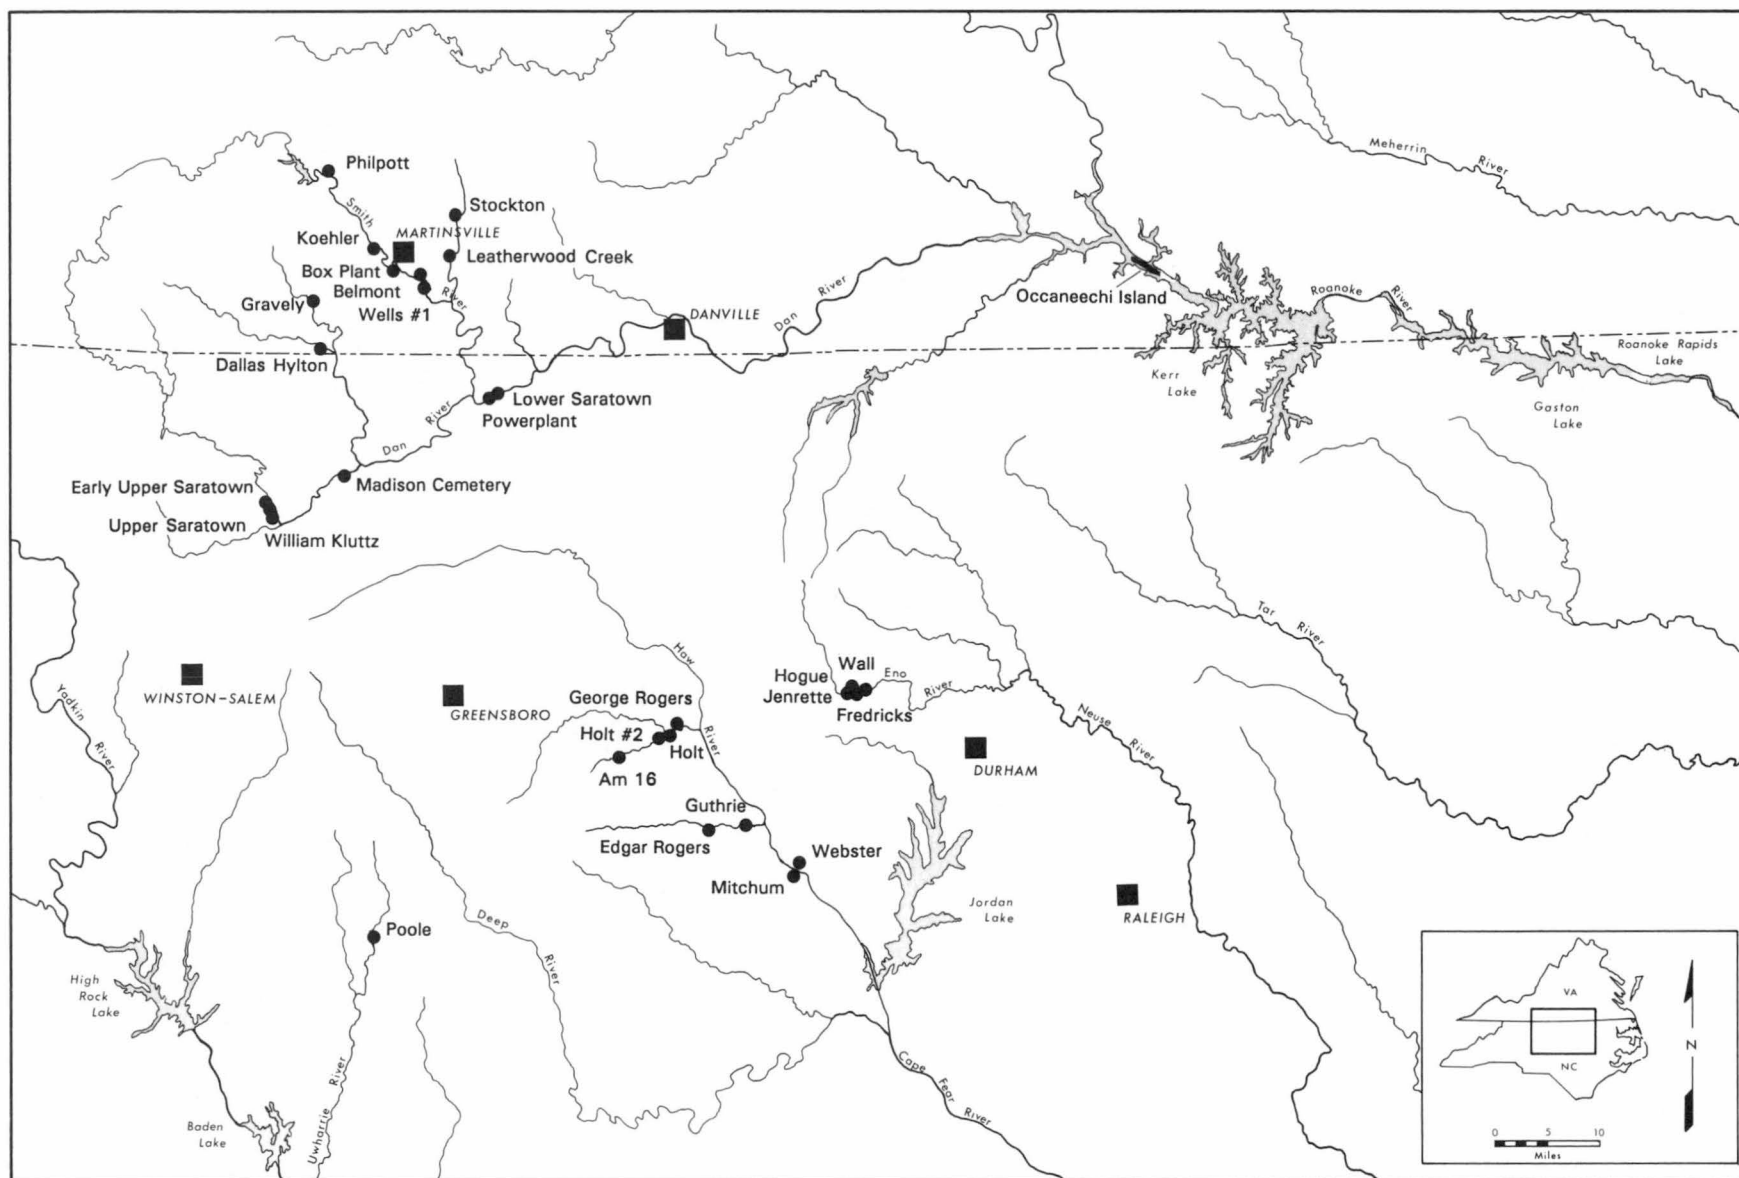 Meherrin
River
Philpott
Smith
River
Stockton
MARTINSVILLE
Koehler
Leatherwood Creek
Box Plant
Belmont
Wells #1
Gravely
Dallas Hylton
DANVILLE
Dan
River
Occaneechi Island
Roanoke
River
Roanoke Rapids
Lake
Kerr
Lake
Gaston
Lake
Lower Saratown
Powerplant
Dan
River
Madison Cemetery
Early Upper Saratown
Upper Saratown
William Kluttz
Tar
River
Haw
River
Yadkin
River
WINSTON-SALEM
GREENSBORO
George Rogers
Holt #2
Holt
Am 16
Wall
Hogue
Jenrette
Fredricks
Eno
River
Neuse
River
DURHAM
Guthrie
Edgar Rogers
Webster
Mitchum
Jordan
Lake
RALEIGH
Poole
Deep
River
High
Rock
Lake
Baden
Lake
Uwharrie
River
Cape
Fear
River
VA
NC
N
0 5 10
Miles